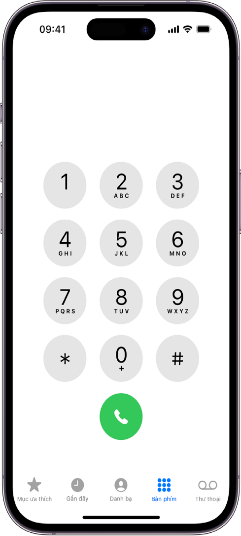 09:41
1 2 3
ABC DEF
4 5 6
GHI JKL MNO
7 8 9
PQRS TUV WXYZ
* 0 #
+
Mục ưa thích Gần đây Danh bạ Bàn phím Thư thoại